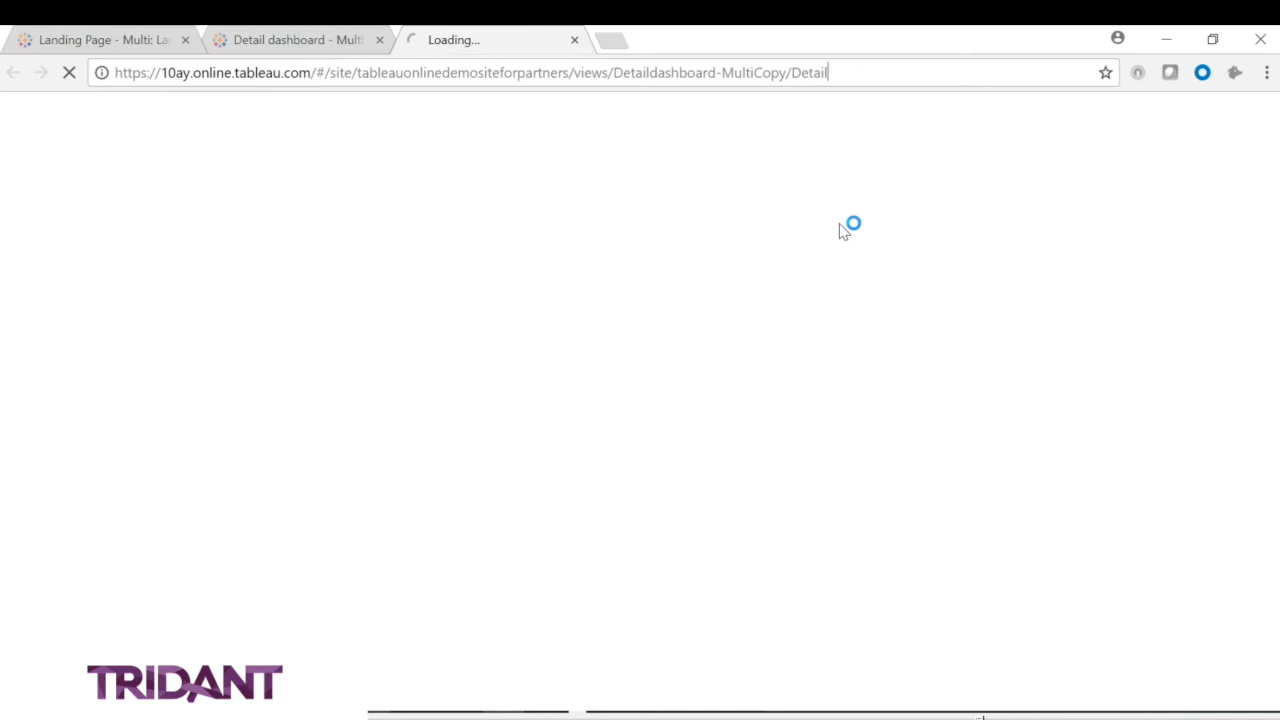 Landing Page - Multi: La
Detail dashboard - Multi
Loading...
https://10ay.online.tableau.com/#/site/tableauonlinedemositeforpartners/views/Detaildashboard-MultiCopy/Detail
TRIDANT